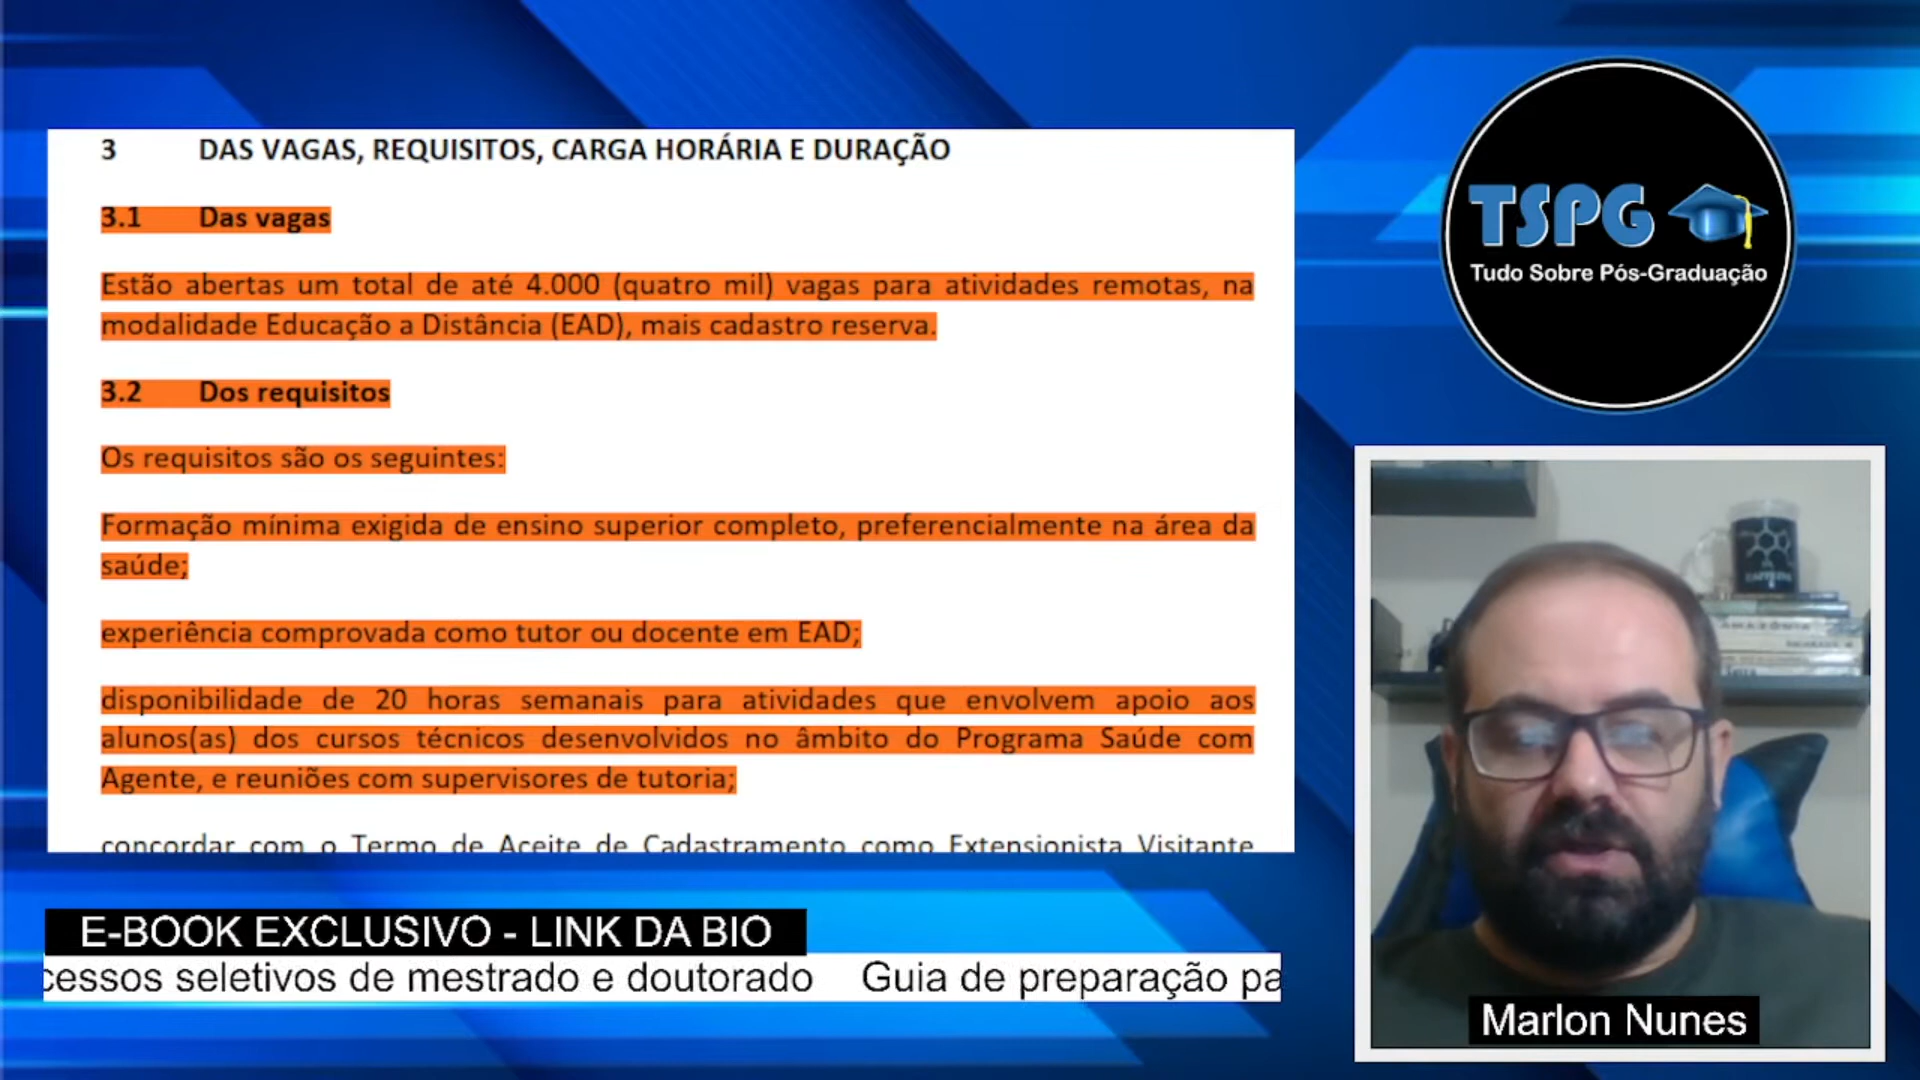 3 DAS VAGAS, REQUISITOS, CARGA HORÁRIA E DURAÇÃO
3.1 Das vagas
Estão abertas um total de até 4.000 (quatro mil) vagas para atividades remotas, na
modalidade Educação a Distância (EAD), mais cadastro reserva.
3.2 Dos requisitos
Os requisitos são os seguintes:
Formação mínima exigida de ensino superior completo, preferencialmente na área da
saúde;
experiência comprovada como tutor ou docente em EAD;
disponibilidade de 20 horas semanais para atividades que envolvem apoio aos
alunos(as) dos cursos técnicos desenvolvidos no âmbito do Programa Saúde com
Agente, e reuniões com supervisores de tutoria;
concordar com o Termo de Aceite de Cadastramento como Extensionista Visitante
TSPG
Tudo Sobre Pós-Graduação
AMAZÔNIA
Marlon Nunes
E-BOOK EXCLUSIVO - LINK DA BIO
cessos seletivos de mestrado e doutorado Guia de preparação pa